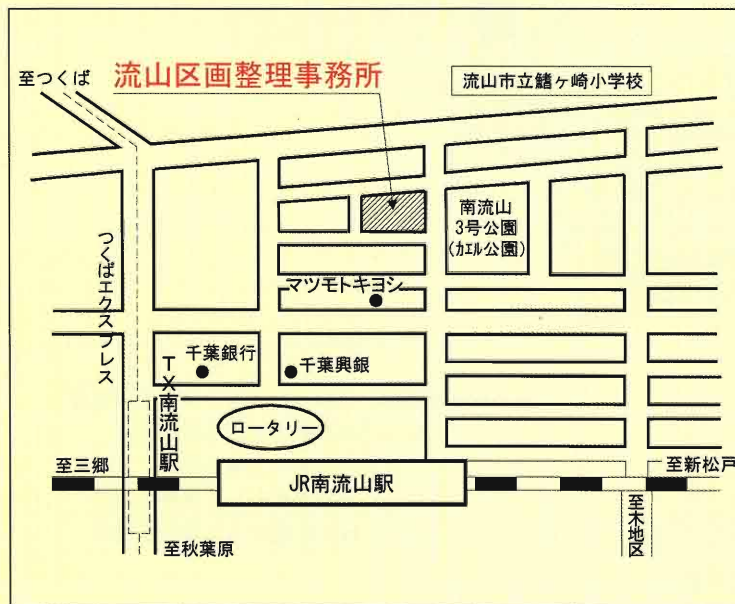 至つくば
流山区画整理事務所
流山市立鰭ヶ崎小学校
南流山
3号公園
(カエル公園)
つくばエクスプレス
マツモトキヨシ
千葉銀行
千葉興銀
TX南流山駅
ロータリー
至三郷
JR南流山駅
至新松戸
至木地区
至秋葉原